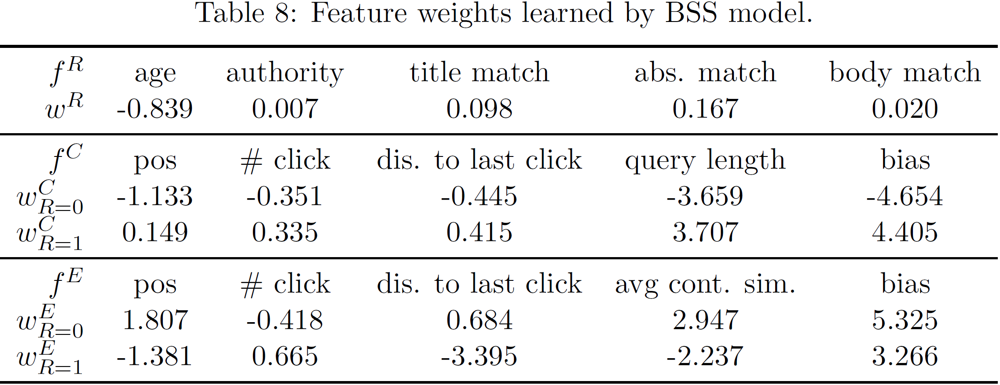 Table 8: Feature weights learned by BSS model.
f^R age authority title match abs. match body match
w^R -0.839 0.007 0.098 0.167 0.020
f^C pos # click dis. to last click query length bias
w^C_{R=0} -1.133 -0.351 -0.445 -3.659 -4.654
w^C_{R=1} 0.149 0.335 0.415 3.707 4.405
f^E pos # click dis. to last click avg cont. sim. bias
w^E_{R=0} 1.807 -0.418 0.684 2.947 5.325
w^E_{R=1} -1.381 0.665 -3.395 -2.237 3.266